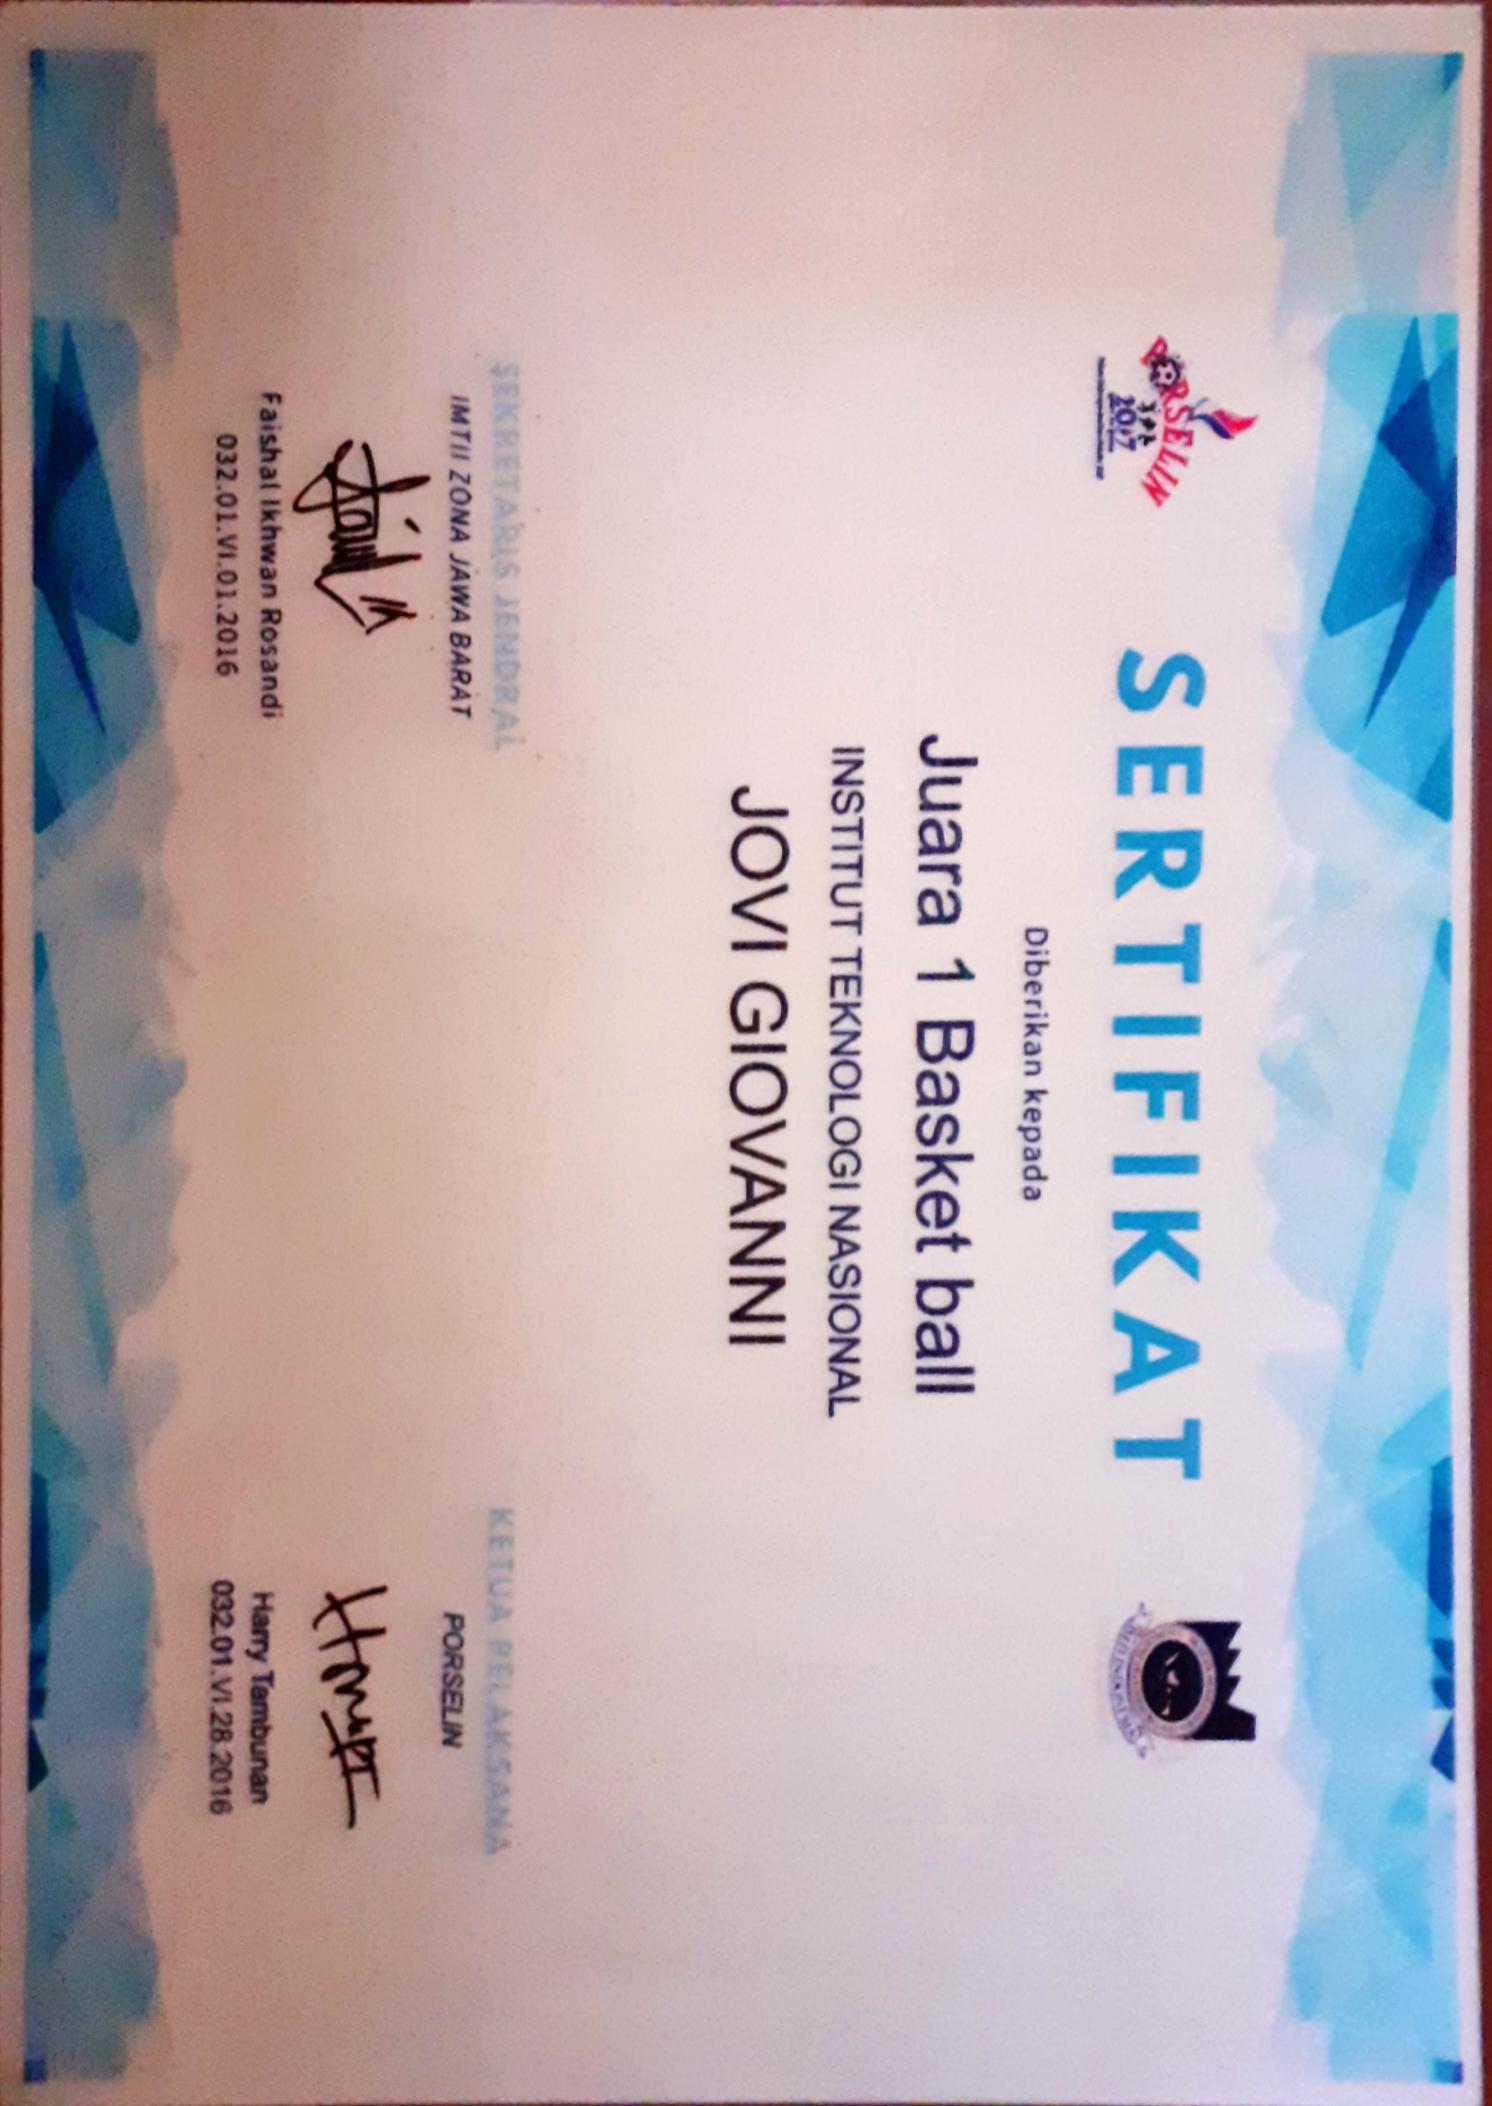 PORSELIN
2017
SERTIFIKAT
Diberikan kepada
Juara 1 Basket ball
INSTITUT TEKNOLOGI NASIONAL
JOVI GIOVANNI
SEKRETARIS JENDRAL
IMTII ZONA JAWA BARAT
Faishal Ikhwan Rosandi
032.01.VI.01.2016
KETUA PELAKSANA
PORSELIN
Harry Tambunan
032.01.VI.28.2016